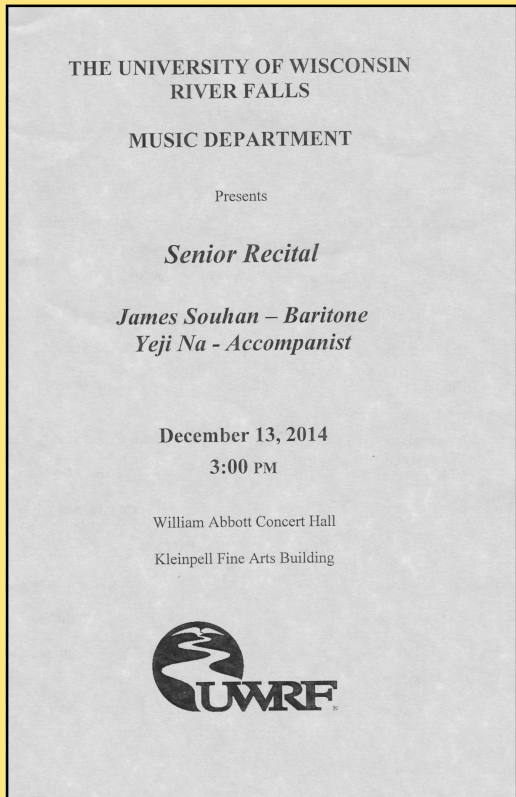 THE UNIVERSITY OF WISCONSIN
RIVER FALLS
MUSIC DEPARTMENT
Presents
Senior Recital
James Souhan – Baritone
Yeji Na - Accompanist
December 13, 2014
3:00 PM
William Abbott Concert Hall
Kleinpell Fine Arts Building
UWRF®